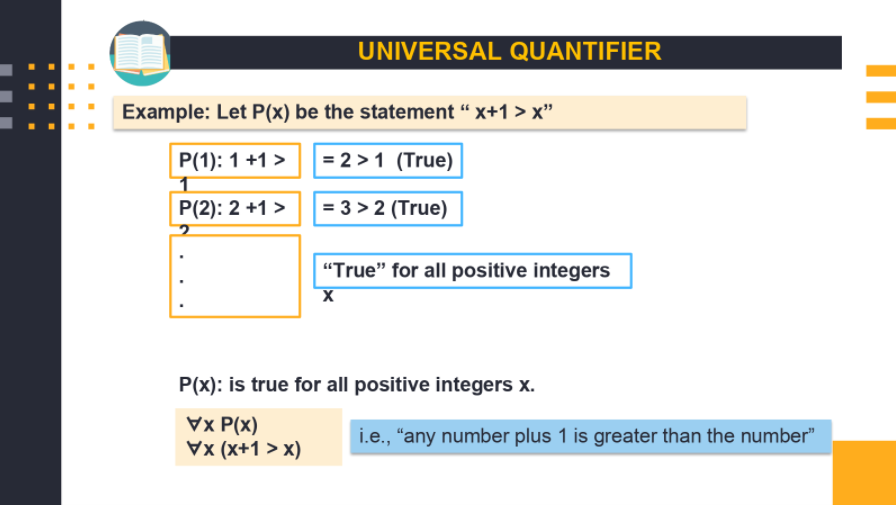 UNIVERSAL QUANTIFIER
Example: Let P(x) be the statement “ x+1 > x”
P(1): 1 +1 >
1
= 2 > 1 (True)
P(2): 2 +1 >
2
= 3 > 2 (True)
.
.
.
“True” for all positive integers
x
P(x): is true for all positive integers x.
∀x P(x)
∀x (x+1 > x)
i.e., “any number plus 1 is greater than the number”